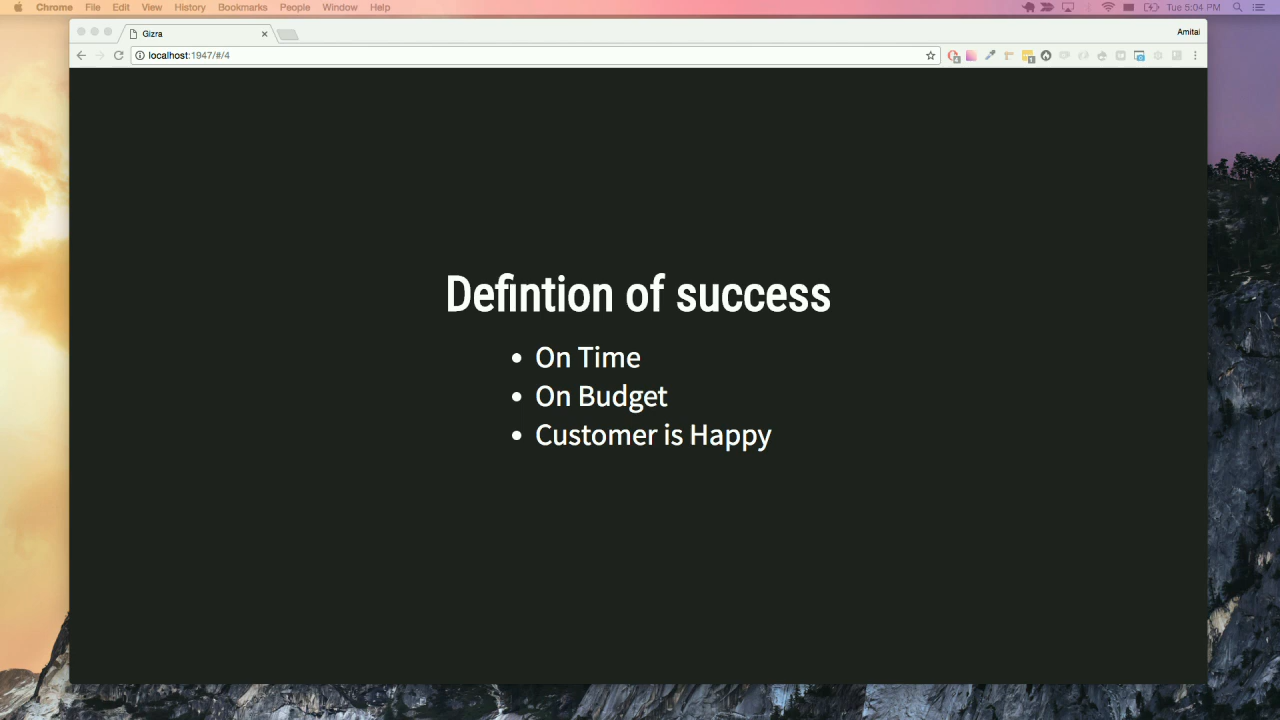 Chrome File Edit View History Bookmarks People Window Help Tue 5:04 PM
Gizra Amitai
localhost:1947/#/4
Defintion of success
• On Time
• On Budget
• Customer is Happy